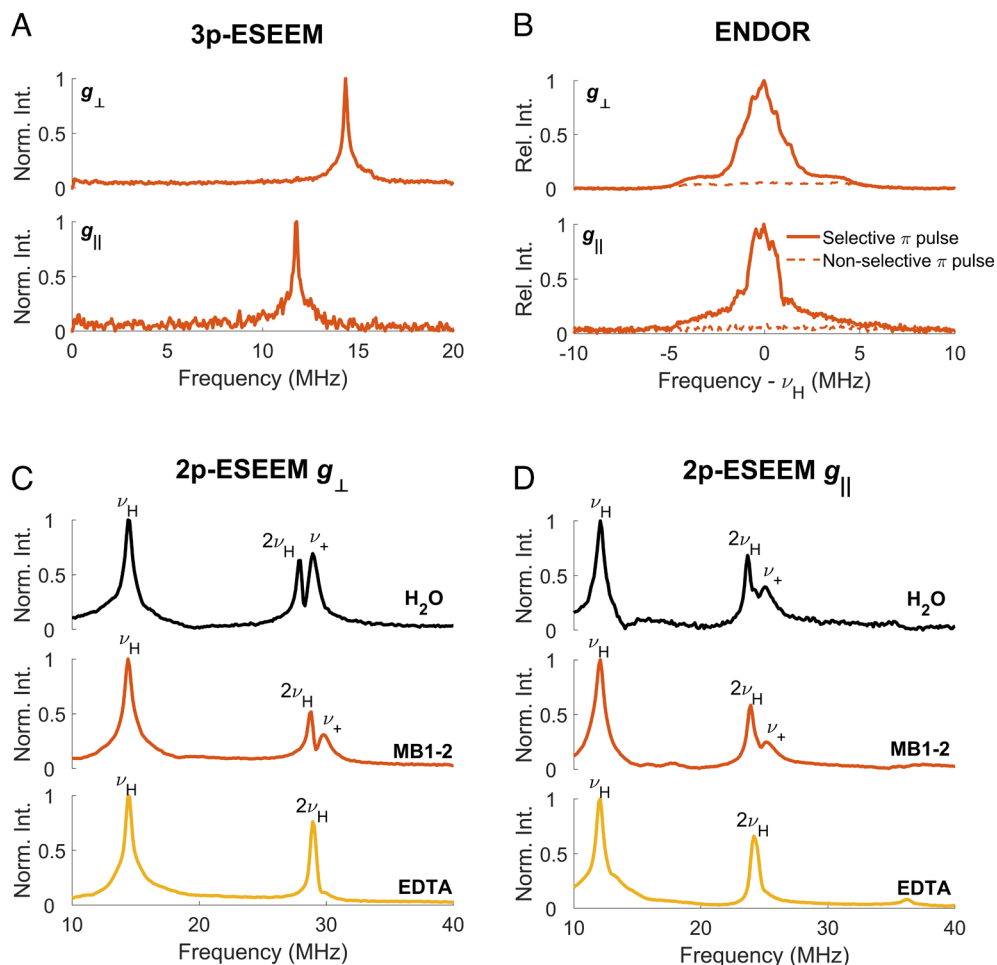 A
3p-ESEEM
g⊥
Norm. Int.
1
0.5
0
g||
Norm. Int.
1
0.5
0
0 5 10 15 20
Frequency (MHz)
B
ENDOR
g⊥
Rel. Int.
1
0.5
0
g||
Selective π pulse
Non-selective π pulse
Rel. Int.
1
0.5
0
-10 -5 0 5 10
Frequency - νH (MHz)
C
2p-ESEEM g⊥
νH
2νH ν+
H2O
Norm. Int.
1
0.5
0
νH
2νH ν+
MB1-2
Norm. Int.
1
0.5
0
νH
2νH
EDTA
Norm. Int.
1
0.5
0
10 20 30 40
Frequency (MHz)
D
2p-ESEEM g||
νH
2νH ν+
H2O
Norm. Int.
1
0.5
0
νH
2νH ν+
MB1-2
Norm. Int.
1
0.5
0
νH
2νH
EDTA
Norm. Int.
1
0.5
0
10 20 30 40
Frequency (MHz)